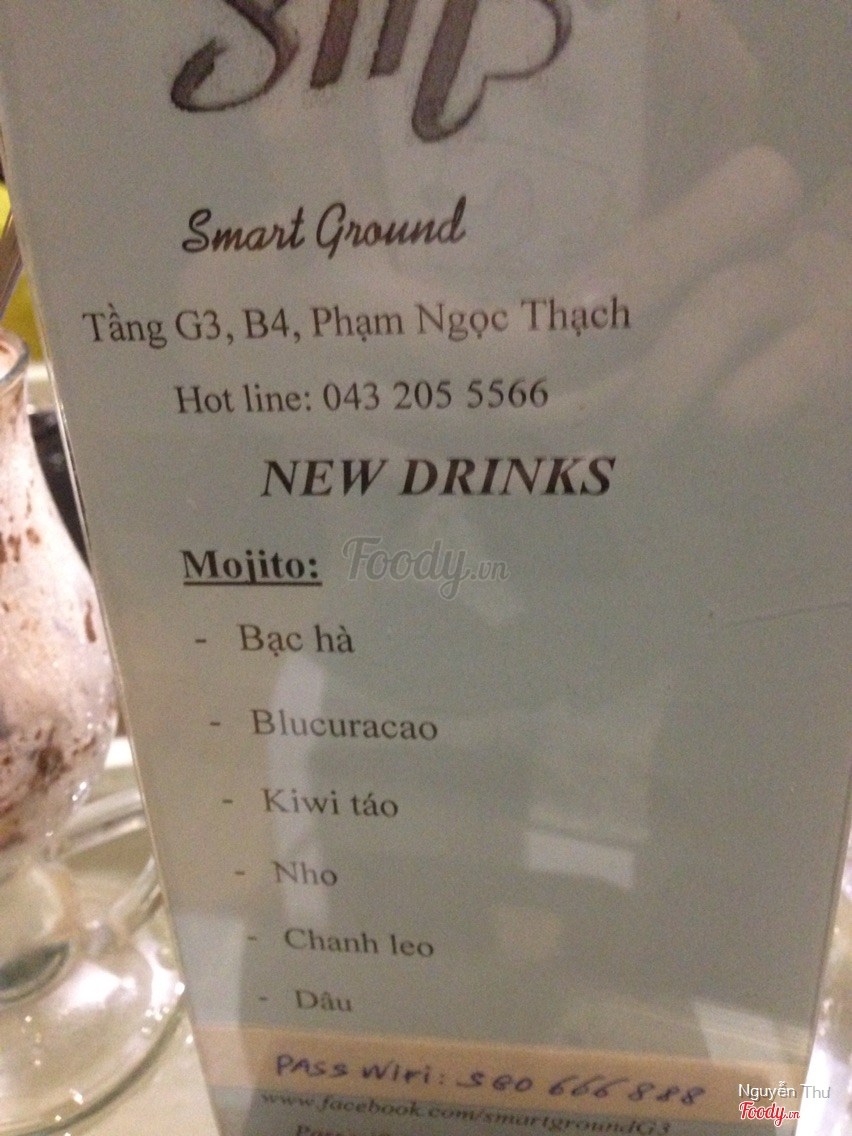 Smart Ground
Tầng G3, B4, Phạm Ngọc Thạch
Hot line: 043 205 5566
NEW DRINKS
Mojito:
Foody.vn
- Bạc hà
- Blucuracao
- Kiwi táo
- Nho
- Chanh leo
- Dâu
PASS WIFI: SGO 666 888
www.facebook.com/smartgroundG3
Nguyễn Thư
Foody.vn